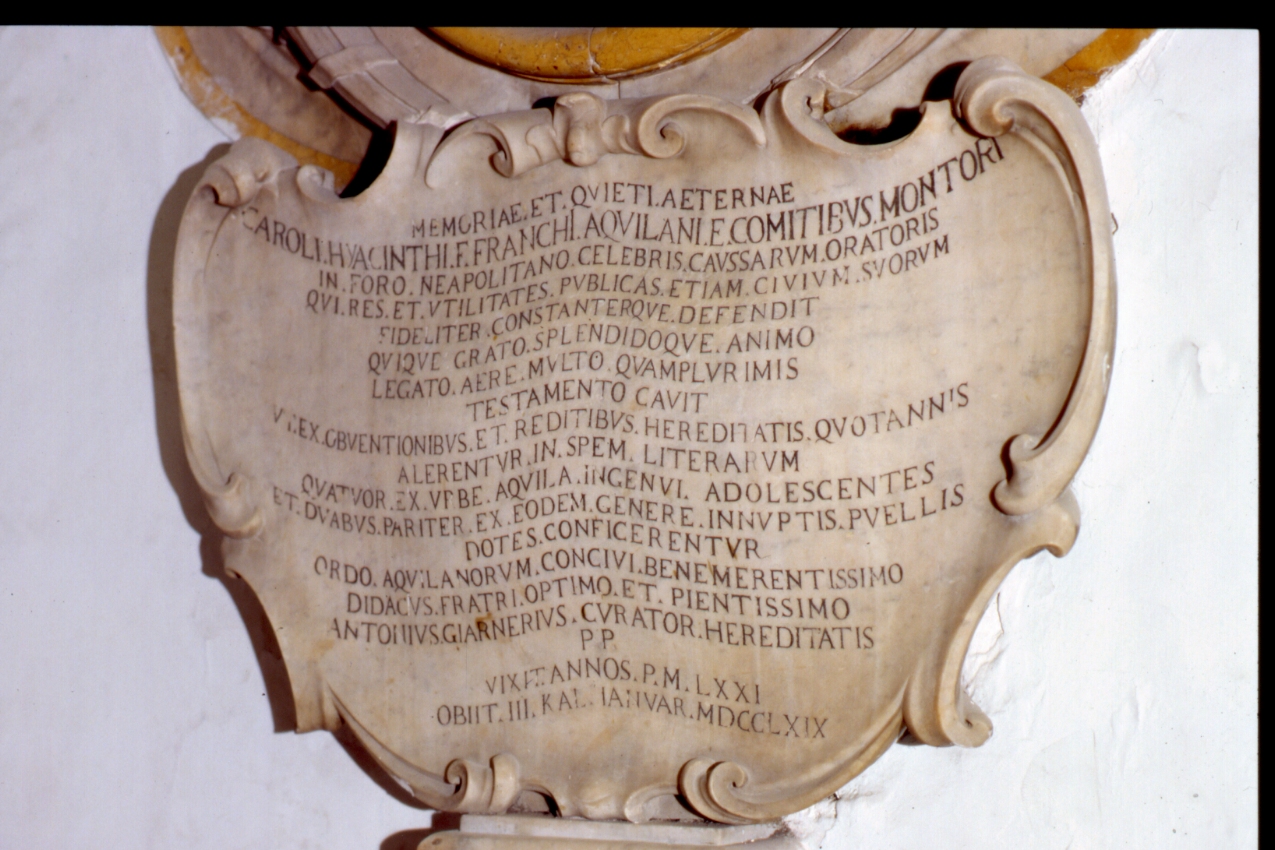 MEMORIAE.ET.QVIETI.AETERNAE
CAROLI.HYACINTHI.F.FRANCHI.AQVILANI.E.COMITIBVS.MONTORI
IN.FORO.NEAPOLITANO.CELEBRIS.CAVSSARVM.ORATORIS
QVI.RES.ET.VTILITATES.PVBLICAS.ETIAM.CIVIVM.SVORVM
FIDELITER.CONSTANTERQVE.DEFENDIT
QVIQVE GRATO.SPLENDIDOQVE.ANIMO
LEGATO.AERE.MVLTO.QVAMPLVRIMIS
TESTAMENTO CAVIT
VT.EX.OBVENTIONIBVS.ET.REDITIBVS.HEREDITATIS.QVOTANNIS
ALERENTVR.IN.SPEM.LITERARVM
QVATVOR.EX.VRBE.AQVILA.INGENVI.ADOLESCENTES
ET.DVABVS.PARITER.EX.EODEM.GENERE.INNVPTIS.PVELLIS
DOTES.CONFICERENTVR
ORDO.AQVILANORVM.CONCIVI.BENEMERENTISSIMO
DIDACVS.FRATRI.OPTIMO.ET.PIENTISSIMO
ANTONIVS.GIARNERIVS.CVRATOR.HEREDITATIS
P.P
VIXIT.ANNOS.P.M.LXXI
OBIIT.III.KAL.IANVAR.MDCCLXIX